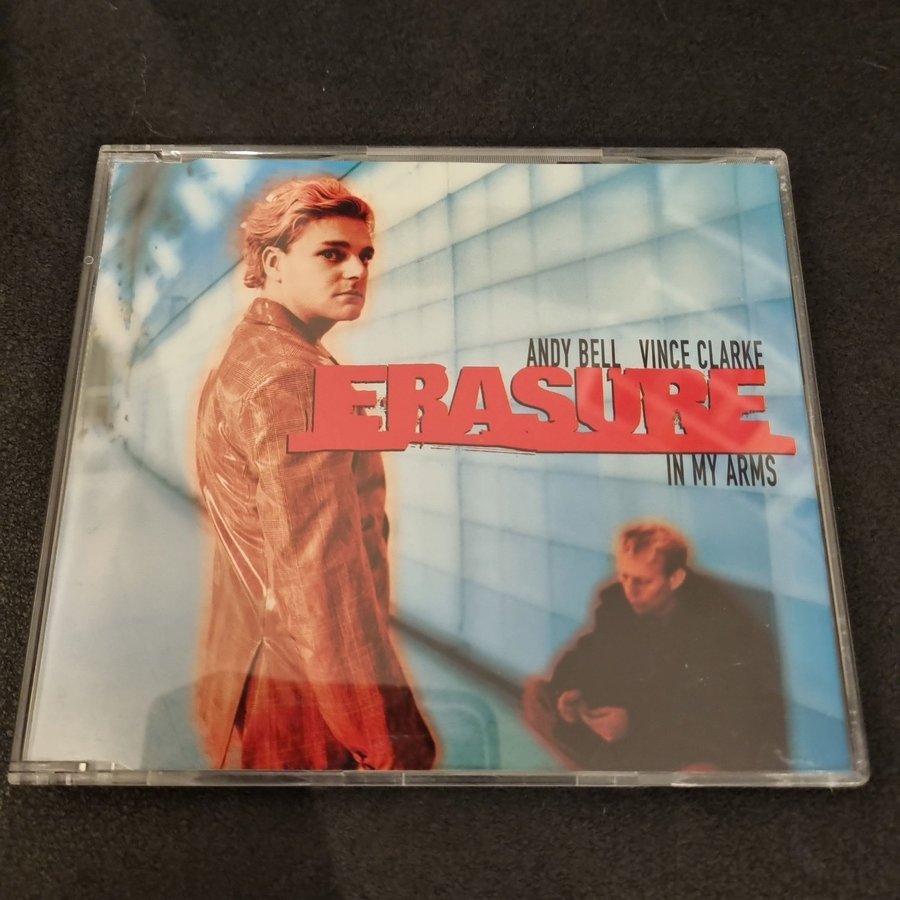 ANDY BELL VINCE CLARKE
ERASURE
IN MY ARMS